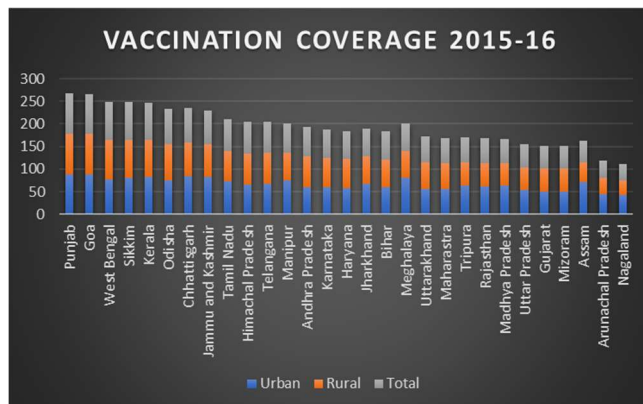 VACCINATION COVERAGE 2015-16
300
250
200
150
100
50
0
Punjab
Goa
West Bengal
Sikkim
Kerala
Odisha
Chhattisgarh
Jammu and Kashmir
Tamil Nadu
Himachal Pradesh
Telangana
Manipur
Andhra Pradesh
Karnataka
Haryana
Jharkhand
Bihar
Meghalaya
Uttarakhand
Maharashtra
Tripura
Rajasthan
Madhya Pradesh
Uttar Pradesh
Gujarat
Mizoram
Assam
Arunachal Pradesh
Nagaland
Urban Rural Total